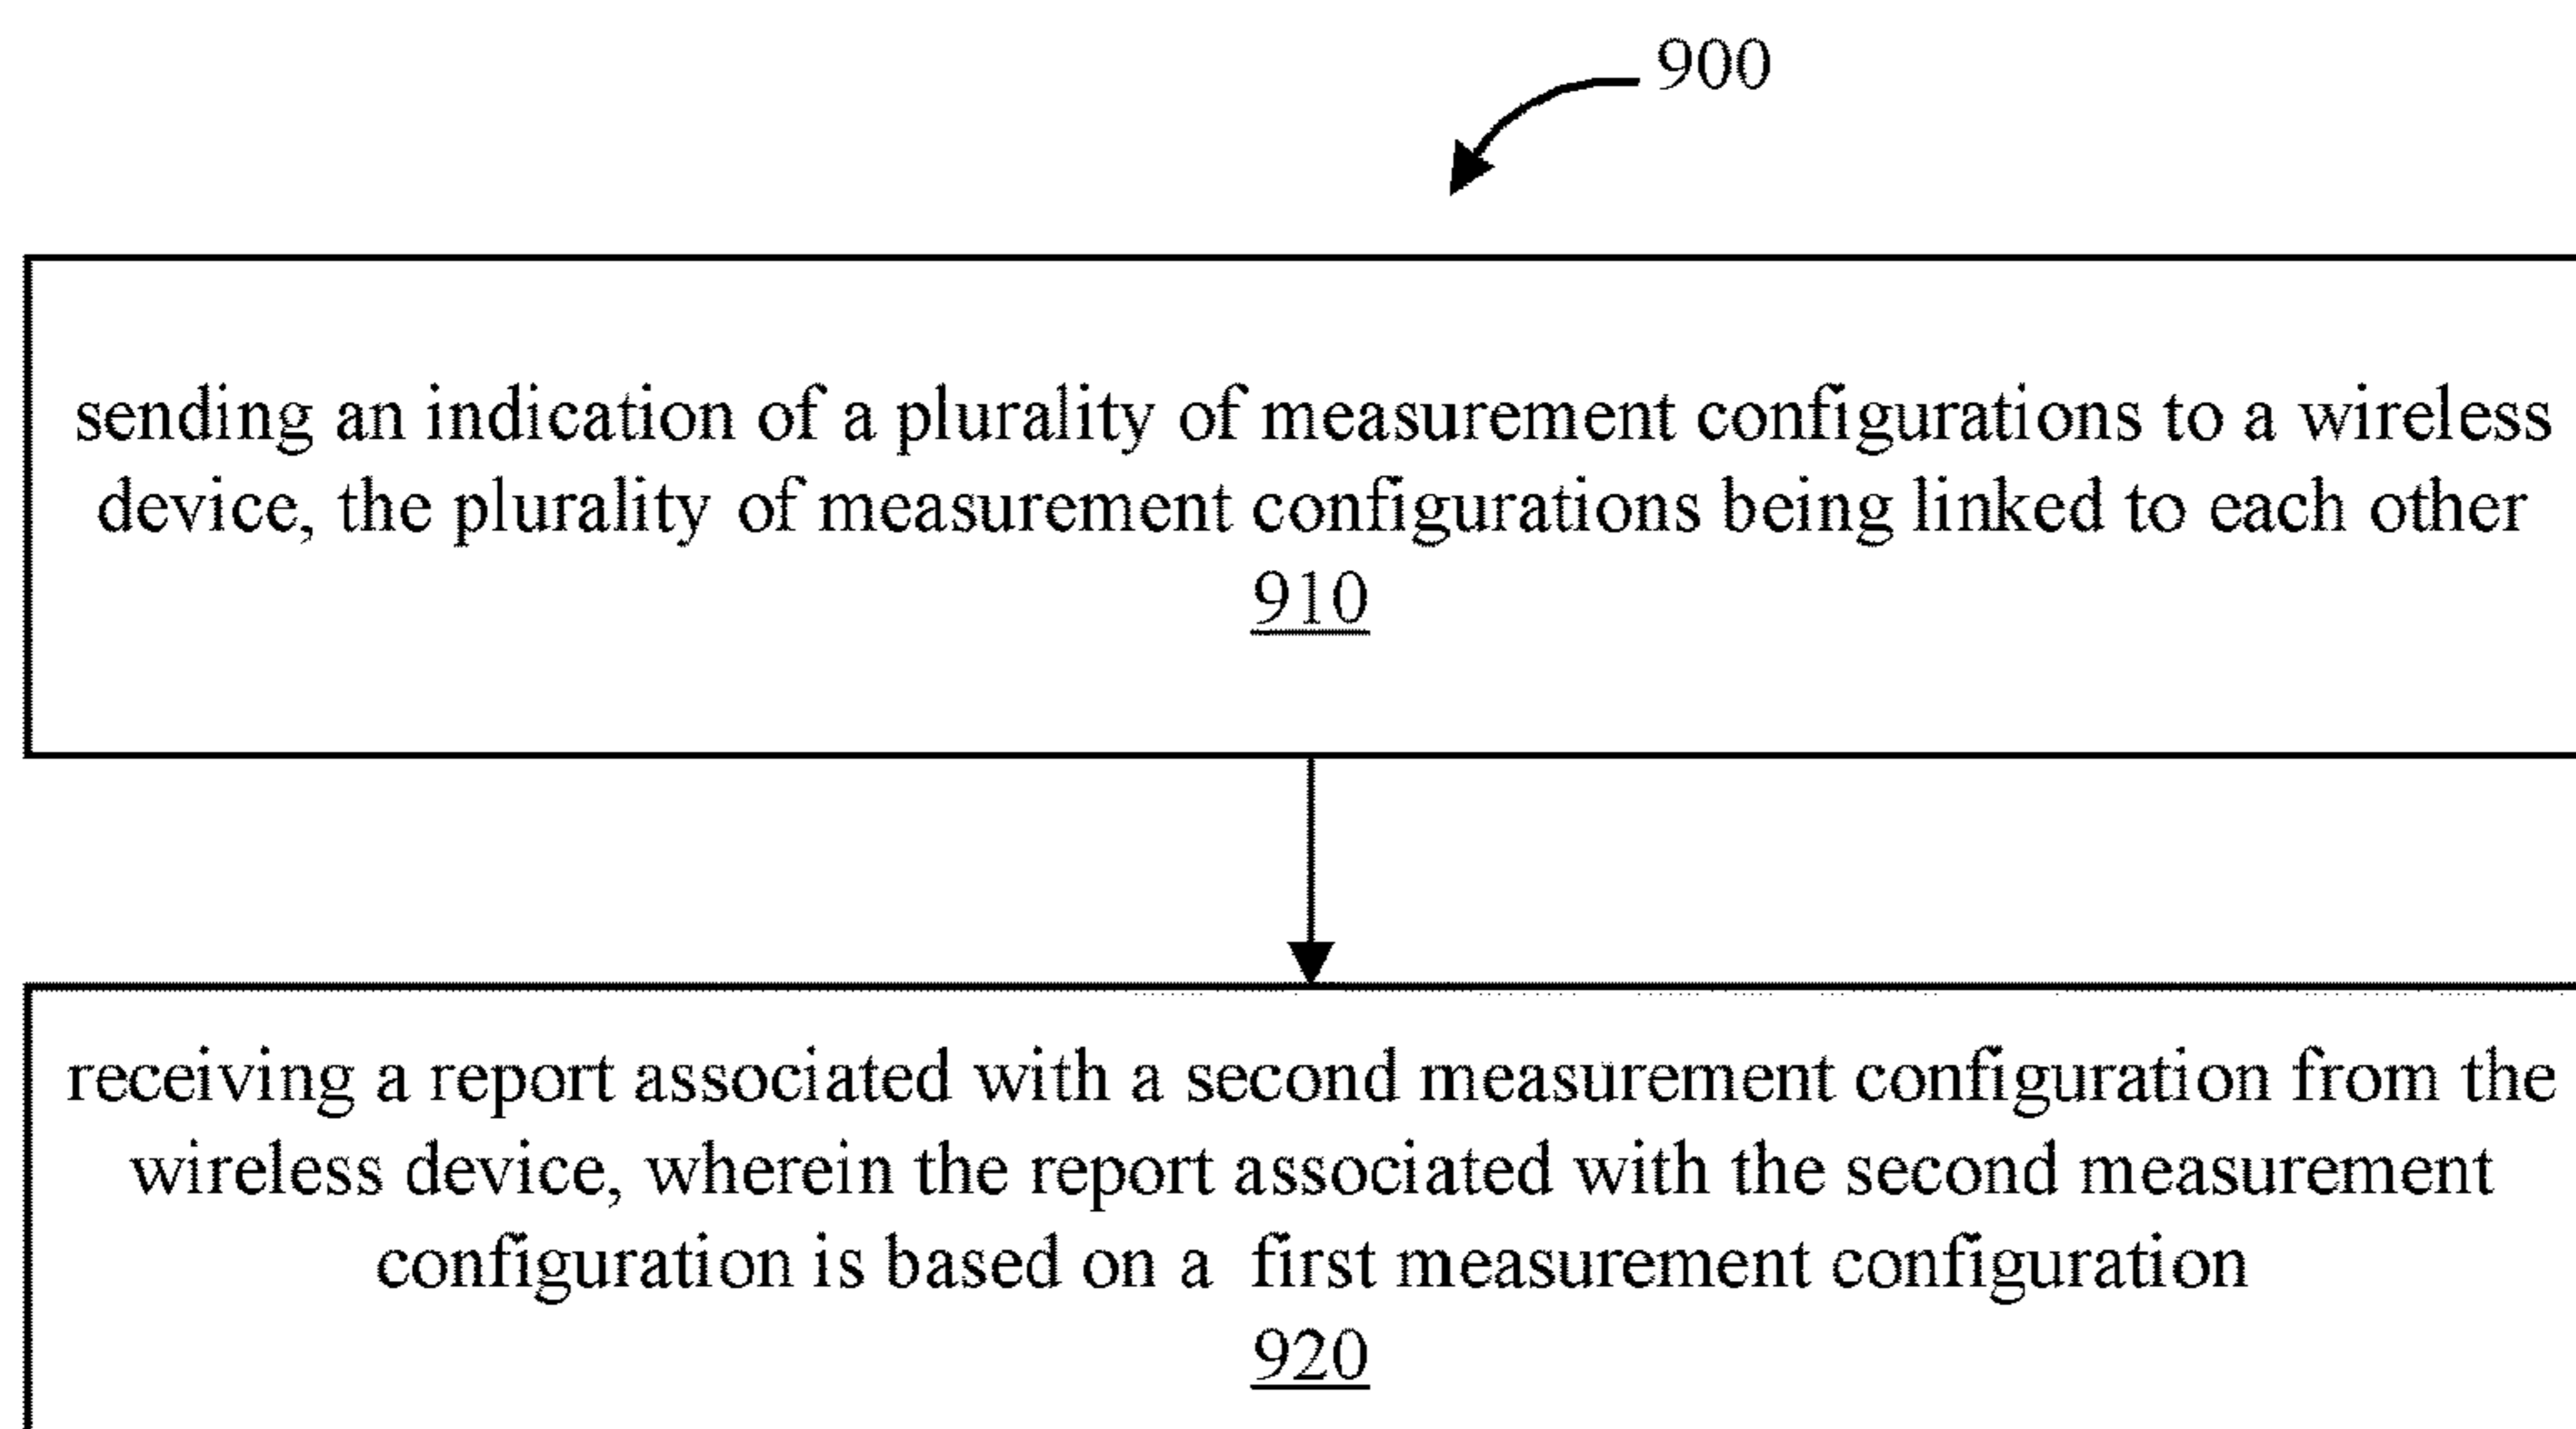 900
sending an indication of a plurality of measurement configurations to a wireless
device, the plurality of measurement configurations being linked to each other
910
receiving a report associated with a second measurement configuration from the
wireless device, wherein the report associated with the second measurement
configuration is based on a first measurement configuration
920